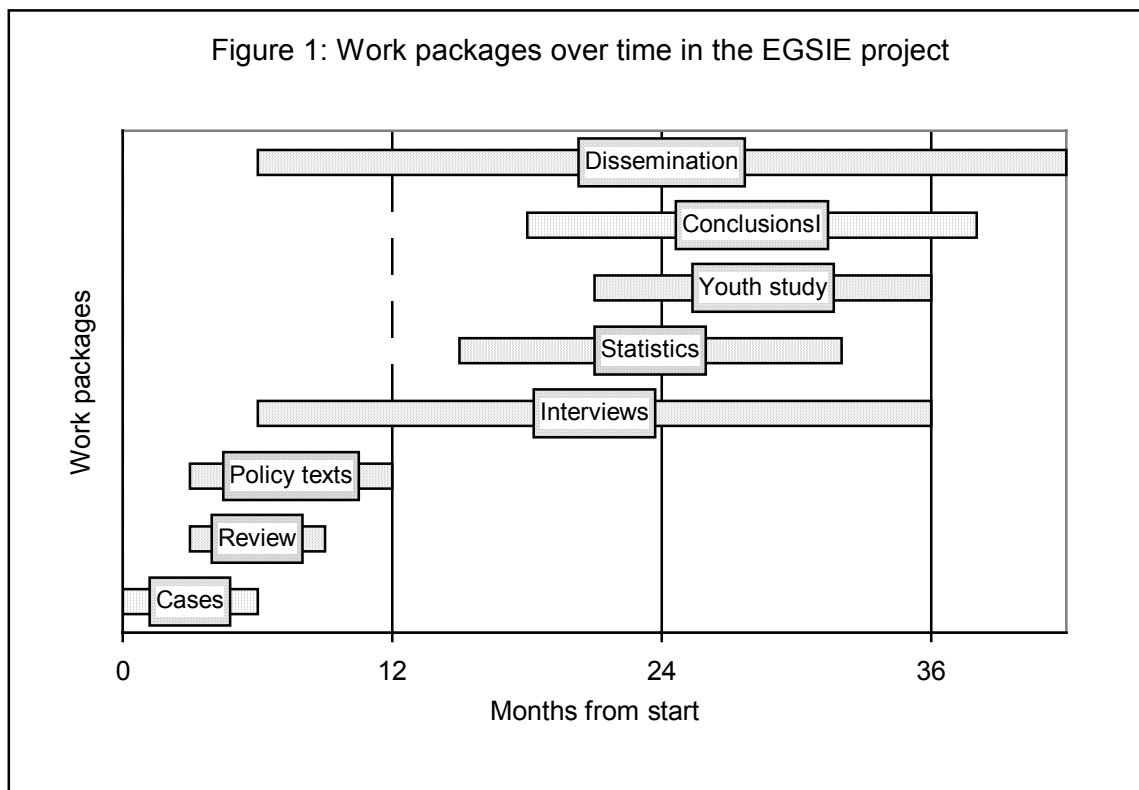 Figure 1: Work packages over time in the EGSIE project
Work packages
Dissemination
ConclusionsI
Youth study
Statistics
Interviews
Policy texts
Review
Cases
0 12 24 36
Months from start